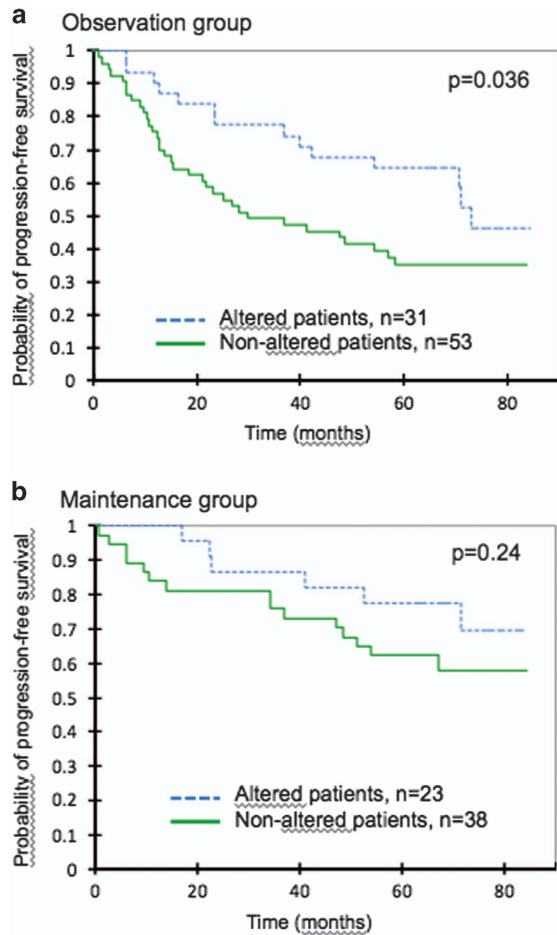 a
Observation group
Probability of progression-free survival
1
0.9
0.8
0.7
0.6
0.5
0.4
0.3
0.2
0.1
0
p=0.036
Altered patients, n=31
Non-altered patients, n=53
0 20 40 60 80
Time (months)
b
Maintenance group
Probability of progression-free survival
1
0.9
0.8
0.7
0.6
0.5
0.4
0.3
0.2
0.1
0
p=0.24
Altered patients, n=23
Non-altered patients, n=38
0 20 40 60 80
Time (months)